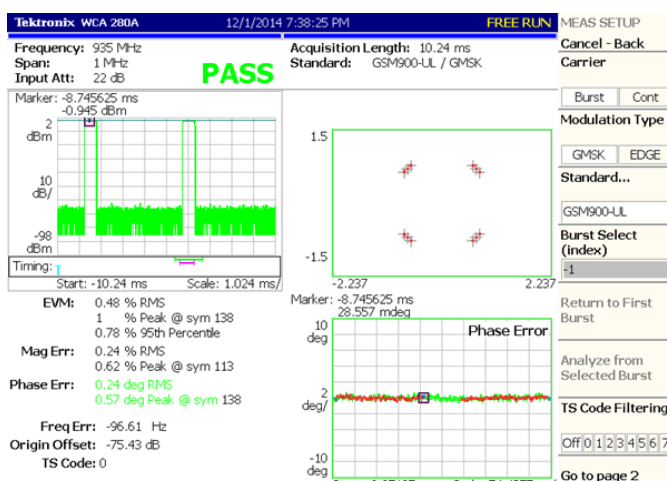 Tektronix WCA 280A 12/1/2014 7:38:25 PM FREE RUN
Frequency: 935 MHz
Span: 1 MHz
Input Att: 22 dB
PASS
Acquisition Length: 10.24 ms
Standard: GSM900-UL / GMSK
Marker: -8.745625 ms
-0.945 dBm
2
dBm
10
dB/
-98
dBm
Timing:
Start: -10.24 ms Scale: 1.024 ms/
1.5
-1.5
-2.237 2.237
EVM: 0.48 % RMS
1 % Peak @ sym 138
0.78 % 95th Percentile
Mag Err: 0.24 % RMS
0.62 % Peak @ sym 113
Phase Err: 0.24 deg RMS
0.57 deg Peak @ sym 138
Freq Err: -96.61 Hz
Origin Offset: -75.43 dB
TS Code: 0
Marker: -8.745625 ms
28.557 mdeg
10
deg
Phase Error
2
deg/
-10
deg
MEAS SETUP
Cancel - Back
Carrier
Burst Cont
Modulation Type
GMSK EDGE
Standard...
GSM900-UL
Burst Select
(index)
-1
Return to First
Burst
Analyze from
Selected Burst
TS Code Filtering
Off 0 1 2 3 4 5 6 7
Go to page 2